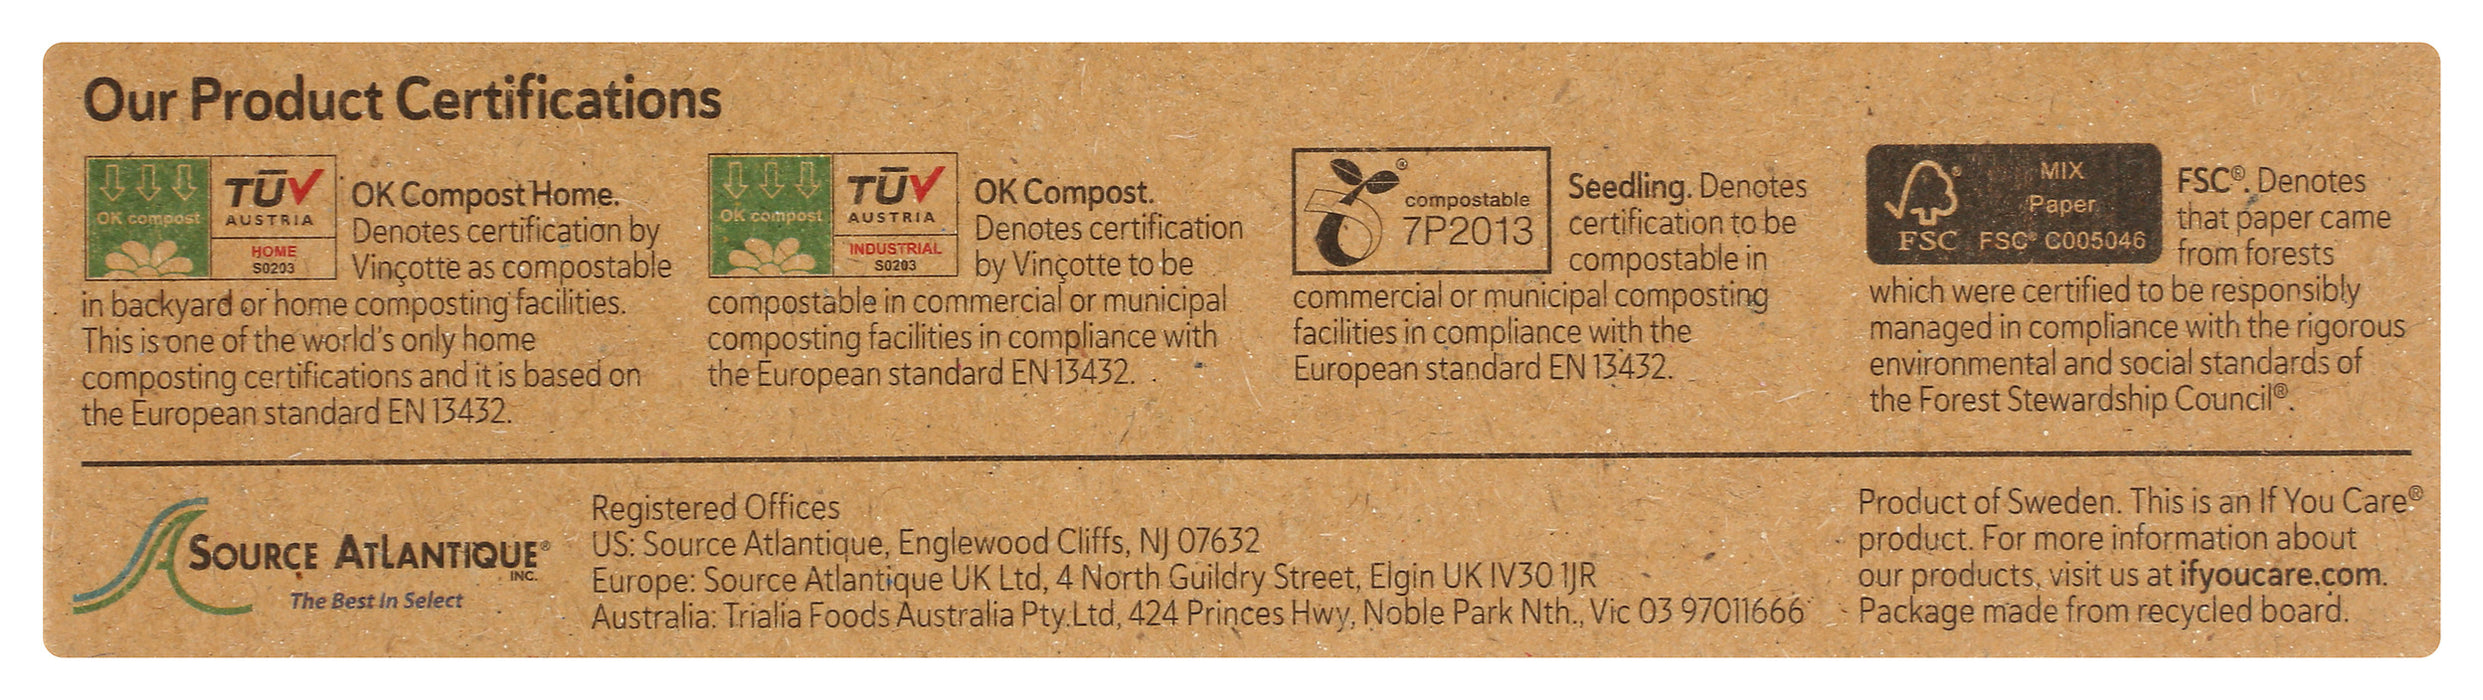 Our Product Certifications
OK compost
TÜV
AUSTRIA
HOME
S0203
OK Compost Home.
Denotes certification by
Vinçotte as compostable
in backyard or home composting facilities.
This is one of the world's only home
composting certifications and it is based on
the European standard EN 13432.
OK compost
TÜV
AUSTRIA
INDUSTRIAL
S0203
OK Compost.
Denotes certification
by Vinçotte to be
compostable in commercial or municipal
composting facilities in compliance with
the European standard EN 13432.
®
compostable
7P2013
Seedling. Denotes
certification to be
compostable in
commercial or municipal composting
facilities in compliance with the
European standard EN 13432.
®
FSC
MIX
Paper
FSC® C005046
FSC®. Denotes
that paper came
from forests
which were certified to be responsibly
managed in compliance with the rigorous
environmental and social standards of
the Forest Stewardship Council®.
SOURCE ATLANTIQUE®
INC.
The Best In Select
Registered Offices
US: Source Atlantique, Englewood Cliffs, NJ 07632
Europe: Source Atlantique UK Ltd, 4 North Guildry Street, Elgin UK IV30 1JR
Australia: Trialia Foods Australia Pty.Ltd, 424 Princes Hwy, Noble Park Nth., Vic 03 97011666
Product of Sweden. This is an If You Care®
product. For more information about
our products, visit us at ifyoucare.com.
Package made from recycled board.